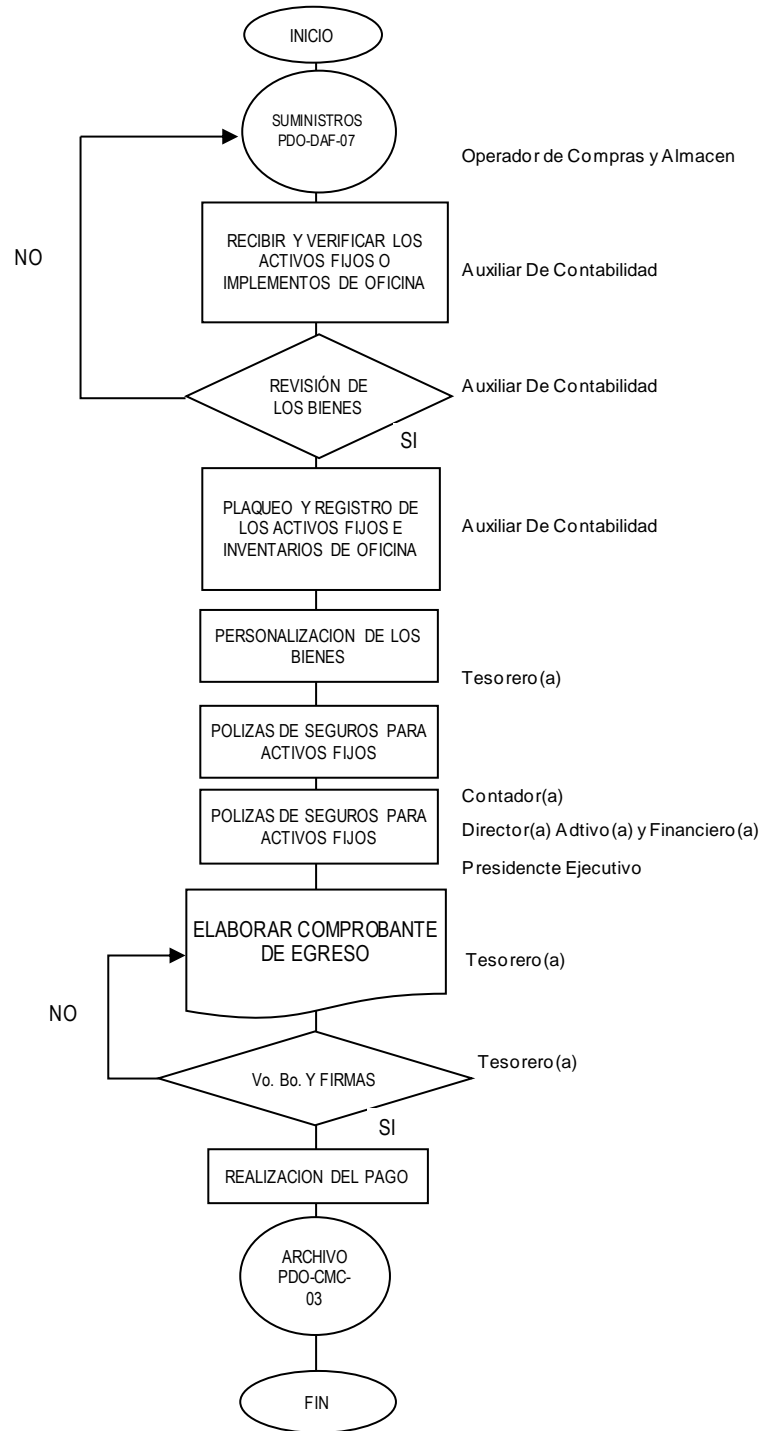 INICIO
SUMINISTROS
PDO-DAF-07
Operador de Compras y Almacen
RECIBIR Y VERIFICAR LOS
ACTIVOS FIJOS O
IMPLEMENTOS DE OFICINA
NO
Auxiliar De Contabilidad
REVISIÓN DE
LOS BIENES
Auxiliar De Contabilidad
SI
PLAQUEO Y REGISTRO DE
LOS ACTIVOS FIJOS E
INVENTARIOS DE OFICINA
Auxiliar De Contabilidad
PERSONALIZACION DE LOS
BIENES
Tesorero(a)
POLIZAS DE SEGUROS PARA
ACTIVOS FIJOS
POLIZAS DE SEGUROS PARA
ACTIVOS FIJOS
Contador(a)
Director(a) Adtivo(a) y Financiero(a)
Presidencte Ejecutivo
ELABORAR COMPROBANTE
DE EGRESO
Tesorero(a)
NO
Vo. Bo. Y FIRMAS
Tesorero(a)
SI
REALIZACION DEL PAGO
ARCHIVO
PDO-CMC-
03
FIN